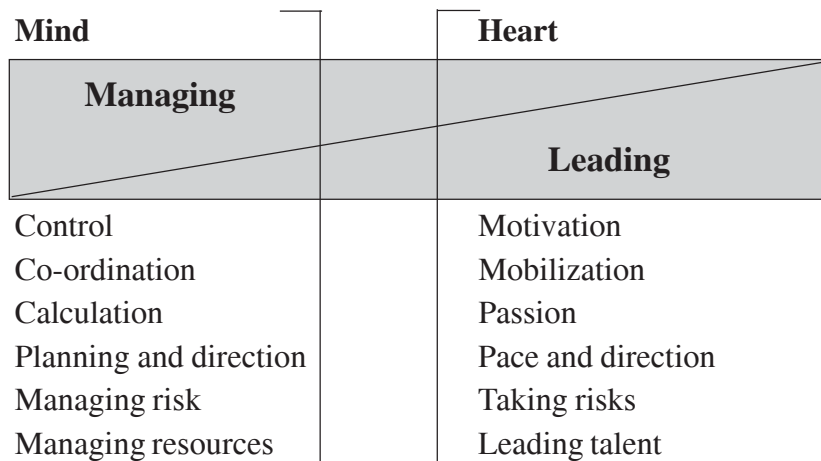 Mind
Heart
Managing
Leading
Control
Motivation
Co-ordination
Mobilization
Calculation
Passion
Planning and direction
Pace and direction
Managing risk
Taking risks
Managing resources
Leading talent